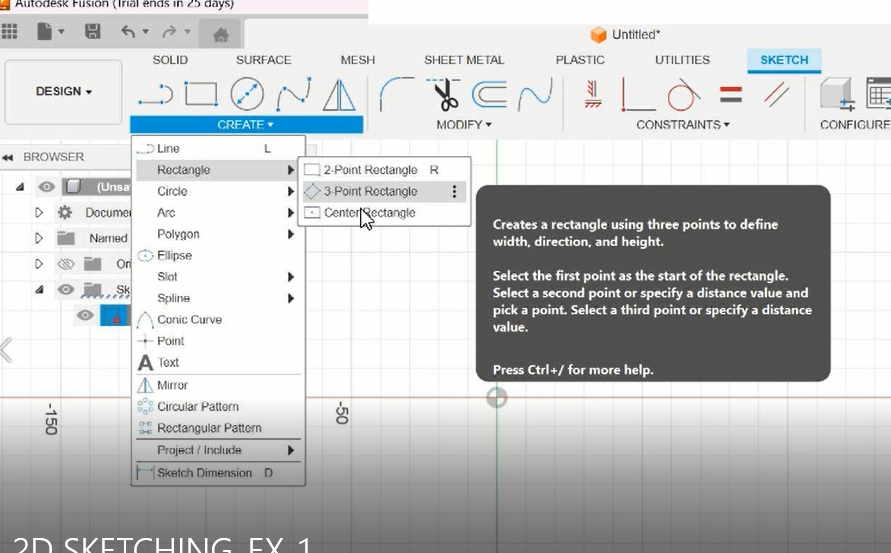 Autodesk Fusion (Trial ends in 25 days)
Untitled*
SOLID SURFACE MESH SHEET METAL PLASTIC UTILITIES SKETCH
DESIGN
CREATE MODIFY CONSTRAINTS CONFIGURE
BROWSER
Line L
Rectangle
2-Point Rectangle R
Circle
3-Point Rectangle
Arc
Center Rectangle
Polygon
Ellipse
Slot
Spline
Conic Curve
Point
A Text
Mirror
Circular Pattern
Rectangular Pattern
Project / Include
Sketch Dimension D
(Unsa
Docume
Named
Ori
Sk
Creates a rectangle using three points to define
width, direction, and height.
Select the first point as the start of the rectangle.
Select a second point or specify a distance value and
pick a point. Select a third point or specify a distance
value.
Press Ctrl+/ for more help.
-150
-50
2D SKETCHING EX 1